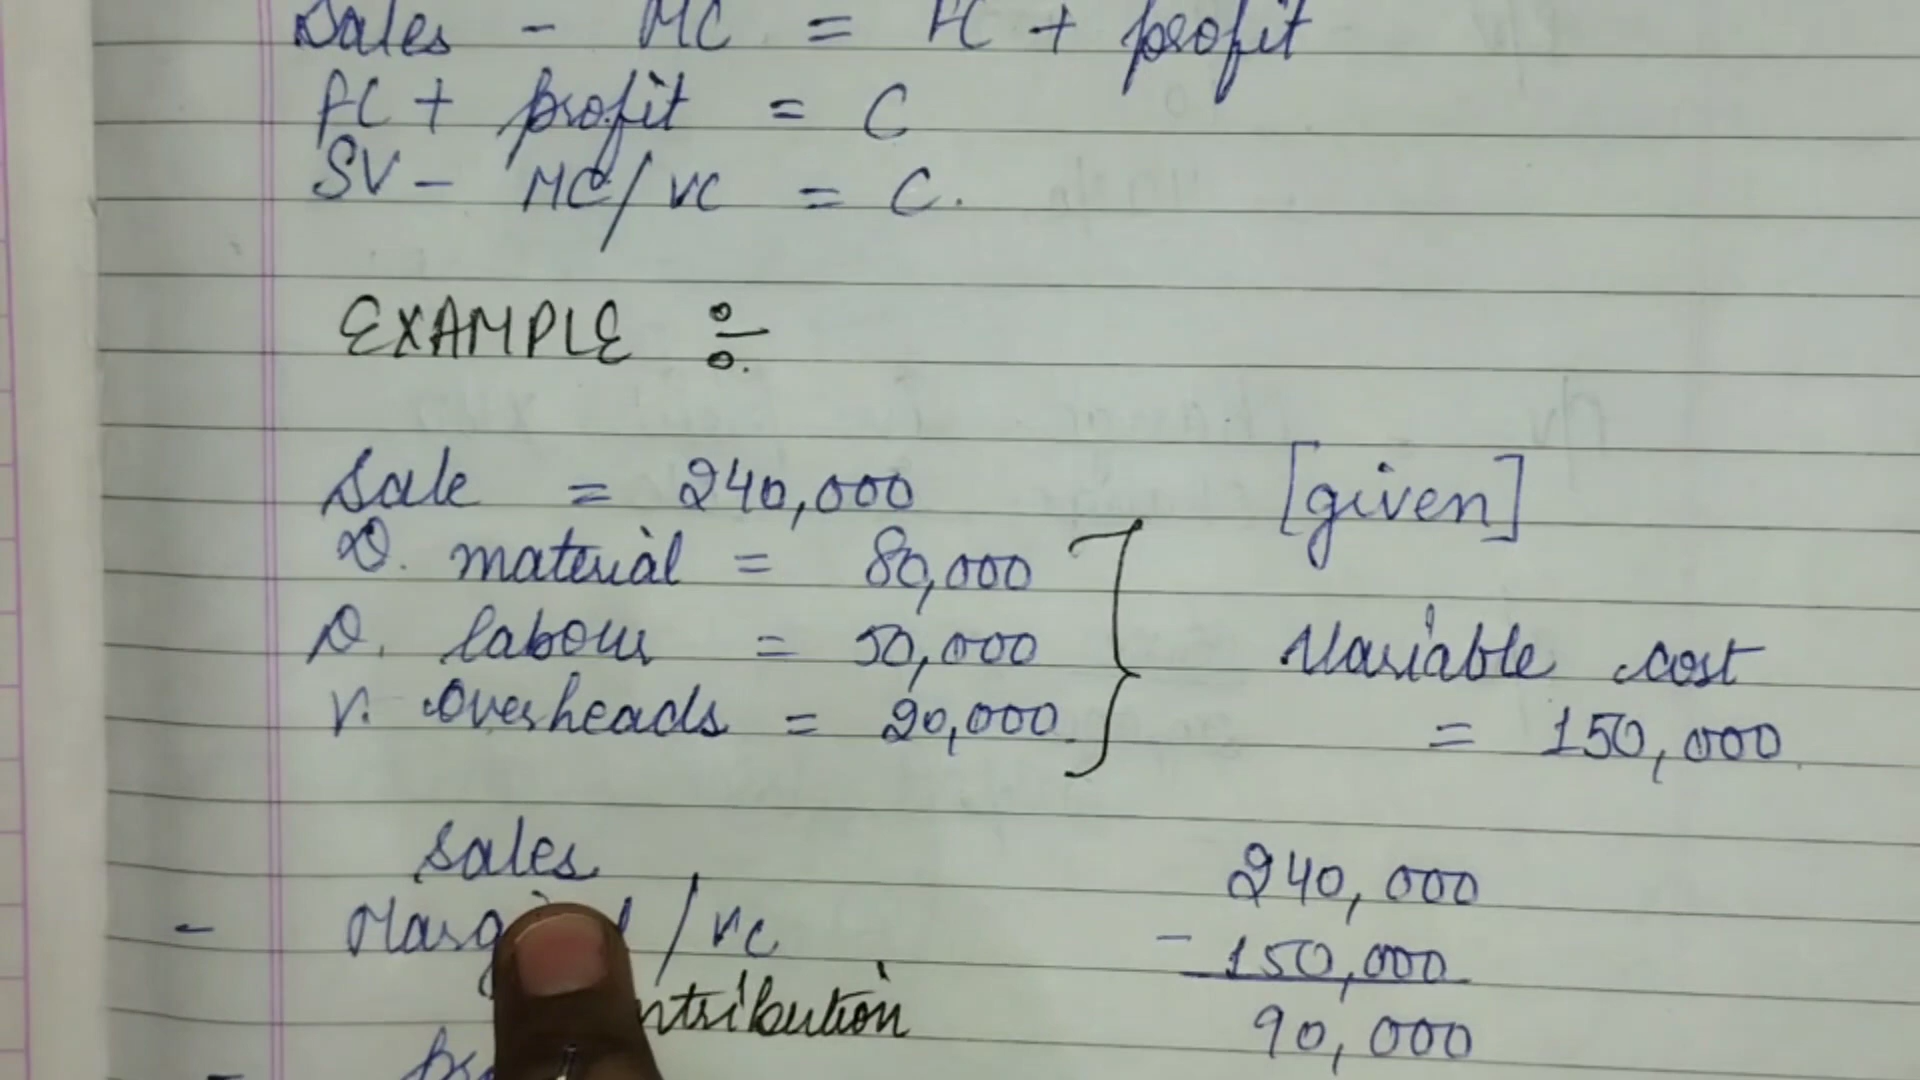 Sales - MC = FC + profit
FC + profit = C
SV - MC/VC = C.
EXAMPLE :-
Sale = 240,000 [given]
D. material = 80,000
D. labour = 50,000 Variable cost
V. overheads = 20,000 = 150,000
Sales 240,000
- /VC - 150,000
90,000
-